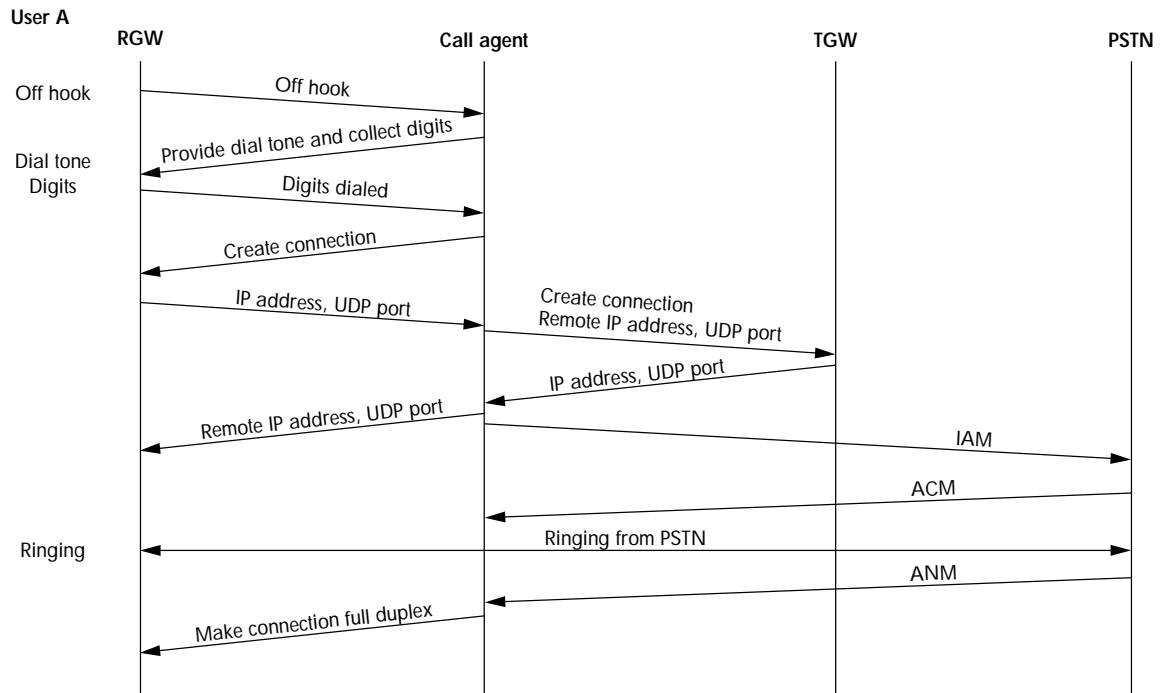 User A
RGW
Call agent
TGW
PSTN
Off hook
Off hook
Provide dial tone and collect digits
Dial tone
Digits
Digits dialed
Create connection
IP address, UDP port
Create connection
Remote IP address, UDP port
IP address, UDP port
Remote IP address, UDP port
IAM
ACM
Ringing
Ringing from PSTN
ANM
Make connection full duplex